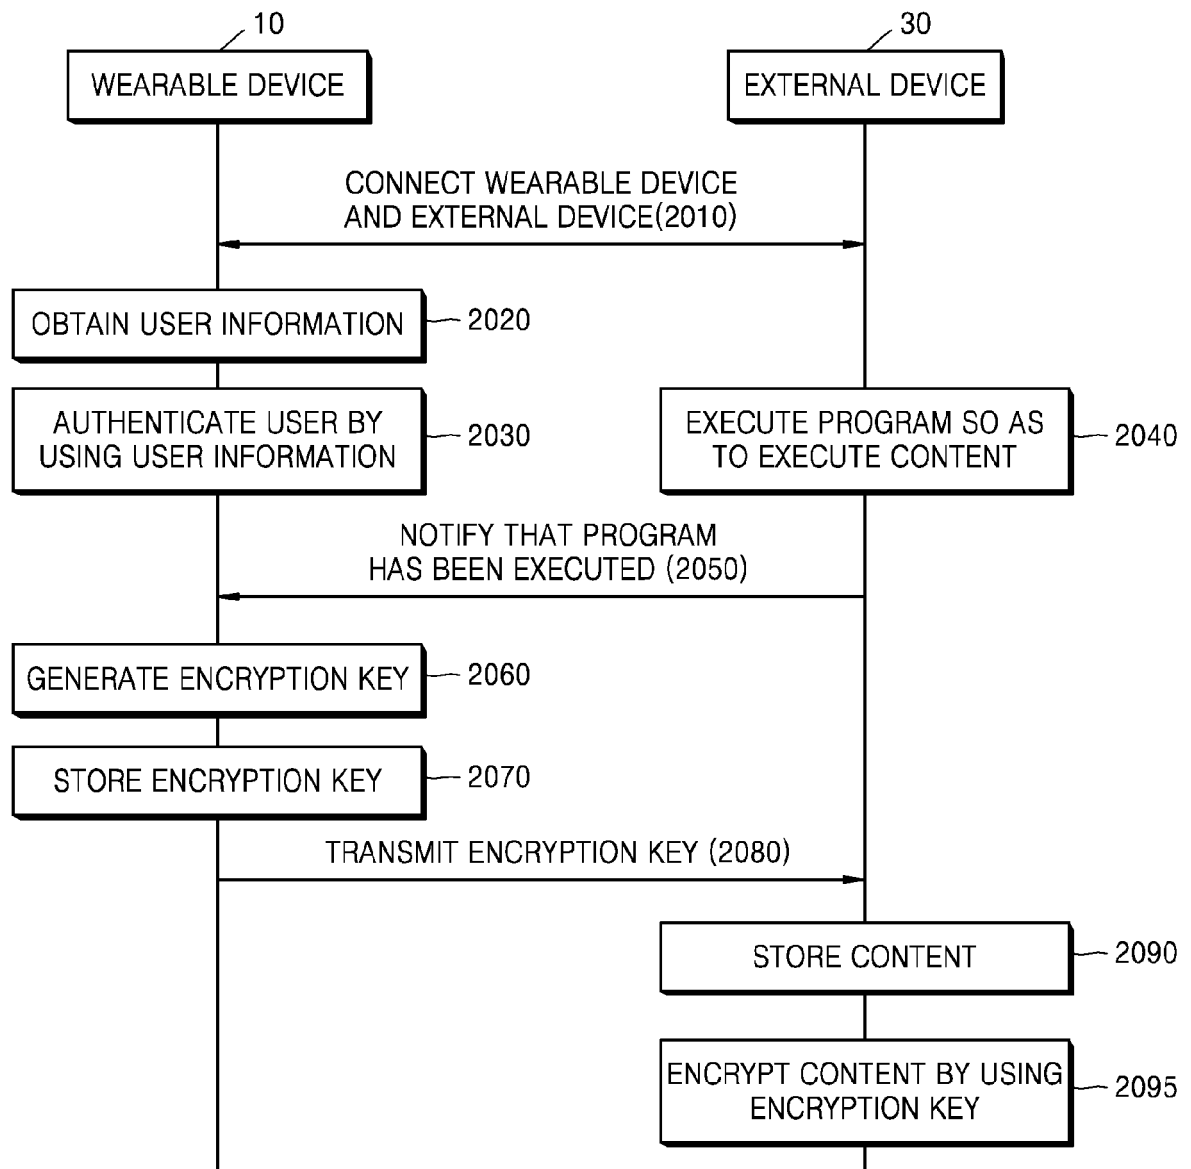 10
30
WEARABLE DEVICE
EXTERNAL DEVICE
CONNECT WEARABLE DEVICE
AND EXTERNAL DEVICE(2010)
OBTAIN USER INFORMATION
2020
AUTHENTICATE USER BY
USING USER INFORMATION
2030
EXECUTE PROGRAM SO AS
TO EXECUTE CONTENT
2040
NOTIFY THAT PROGRAM
HAS BEEN EXECUTED (2050)
GENERATE ENCRYPTION KEY
2060
STORE ENCRYPTION KEY
2070
TRANSMIT ENCRYPTION KEY (2080)
STORE CONTENT
2090
ENCRYPT CONTENT BY USING
ENCRYPTION KEY
2095